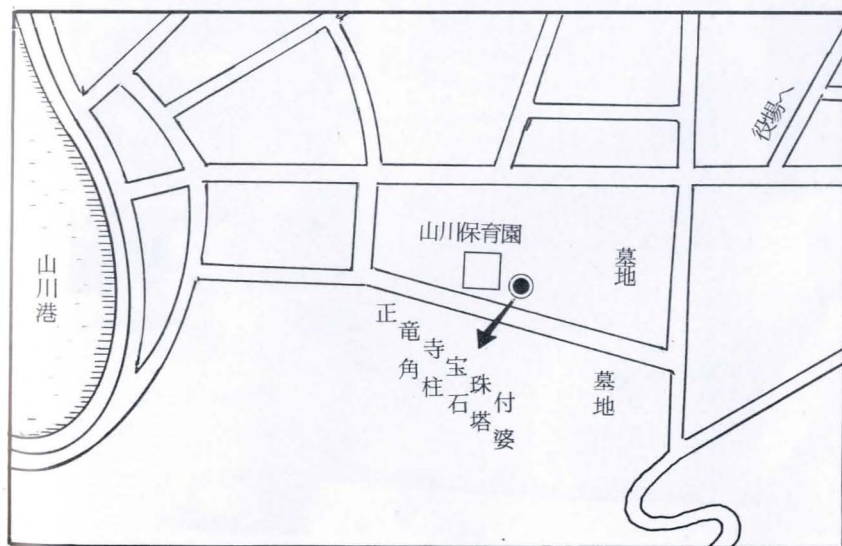 役場へ
山川保育園
墓地
山川港
正竜寺宝珠付
角柱石塔婆
墓地